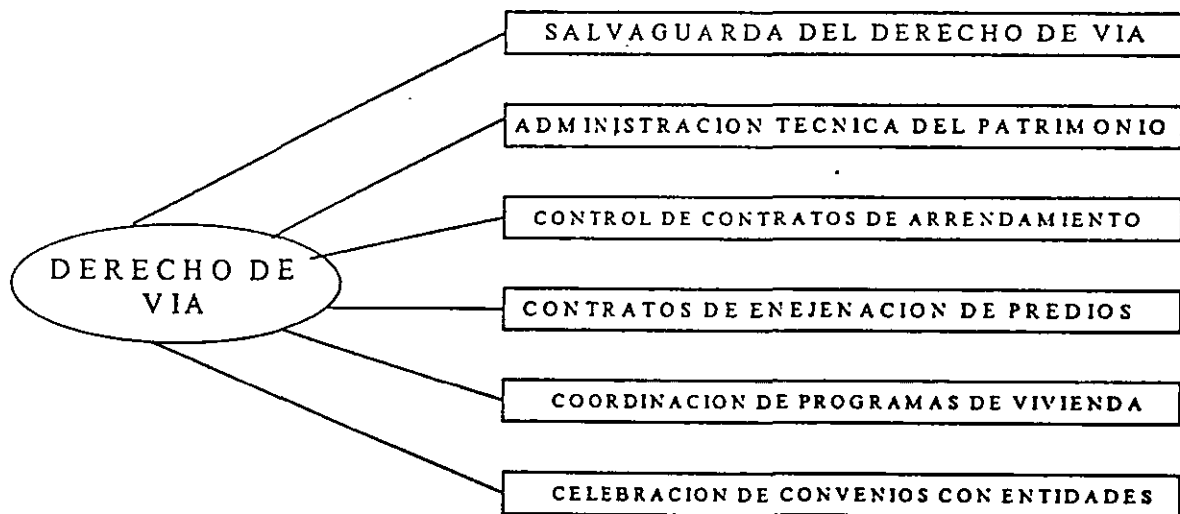 SALVAGUARDA DEL DERECHO DE VIA
ADMINISTRACION TECNICA DEL PATRIMONIO
CONTROL DE CONTRATOS DE ARRENDAMIENTO
DERECHO DE
VIA
CONTRATOS DE ENEJENACION DE PREDIOS
COORDINACION DE PROGRAMAS DE VIVIENDA
CELEBRACION DE CONVENIOS CON ENTIDADES